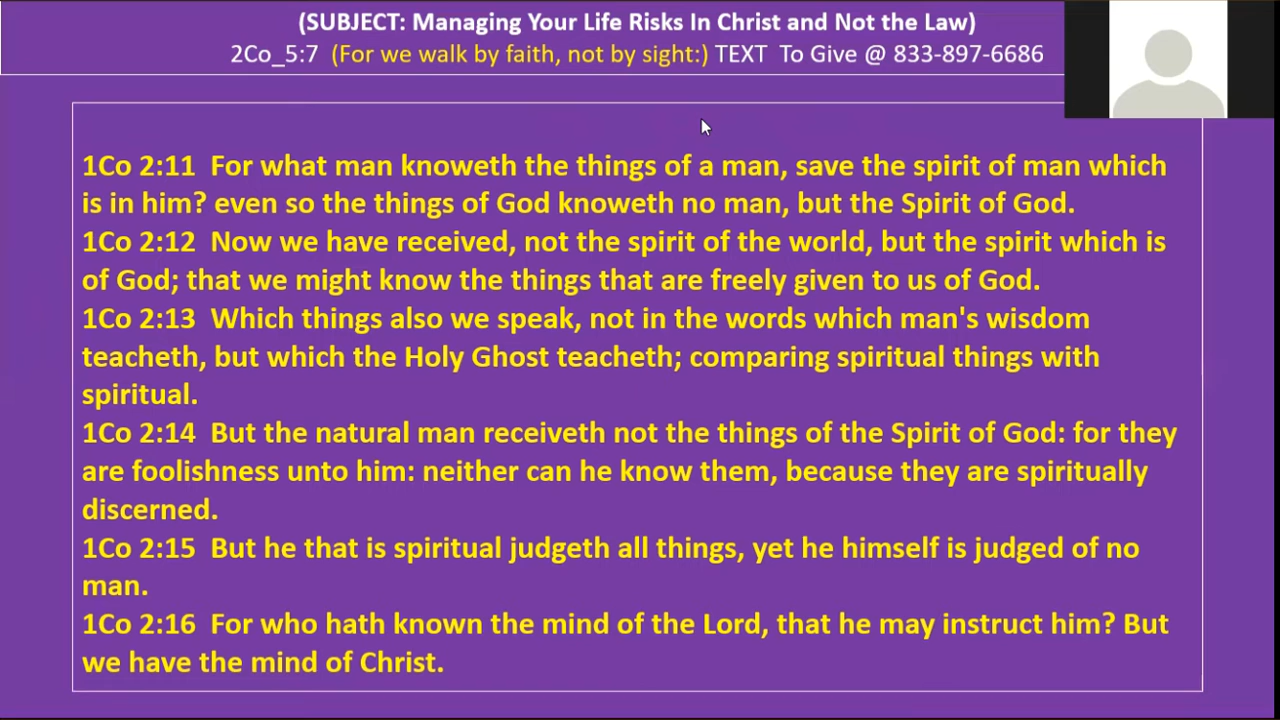 (SUBJECT: Managing Your Life Risks In Christ and Not the Law)
2Co_5:7 (For we walk by faith, not by sight:) TEXT To Give @ 833-897-6686
1Co 2:11 For what man knoweth the things of a man, save the spirit of man which
is in him? even so the things of God knoweth no man, but the Spirit of God.
1Co 2:12 Now we have received, not the spirit of the world, but the spirit which is
of God; that we might know the things that are freely given to us of God.
1Co 2:13 Which things also we speak, not in the words which man's wisdom
teacheth, but which the Holy Ghost teacheth; comparing spiritual things with
spiritual.
1Co 2:14 But the natural man receiveth not the things of the Spirit of God: for they
are foolishness unto him: neither can he know them, because they are spiritually
discerned.
1Co 2:15 But he that is spiritual judgeth all things, yet he himself is judged of no
man.
1Co 2:16 For who hath known the mind of the Lord, that he may instruct him? But
we have the mind of Christ.